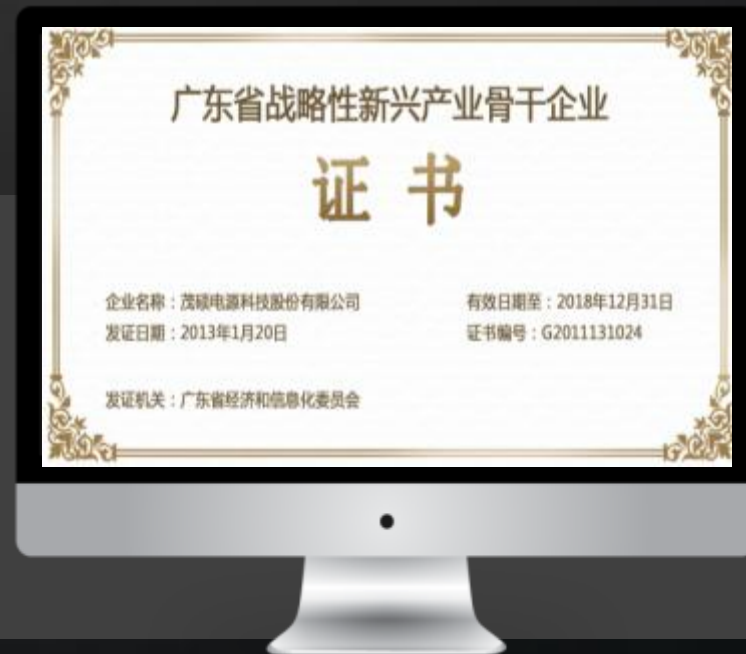 广东省战略性新兴产业骨干企业
证书
企业名称：茂硕电源科技股份有限公司
有效日期至：2018年12月31日
发证日期：2013年1月20日
证书编号：G2011131024
发证机关：广东省经济和信息化委员会